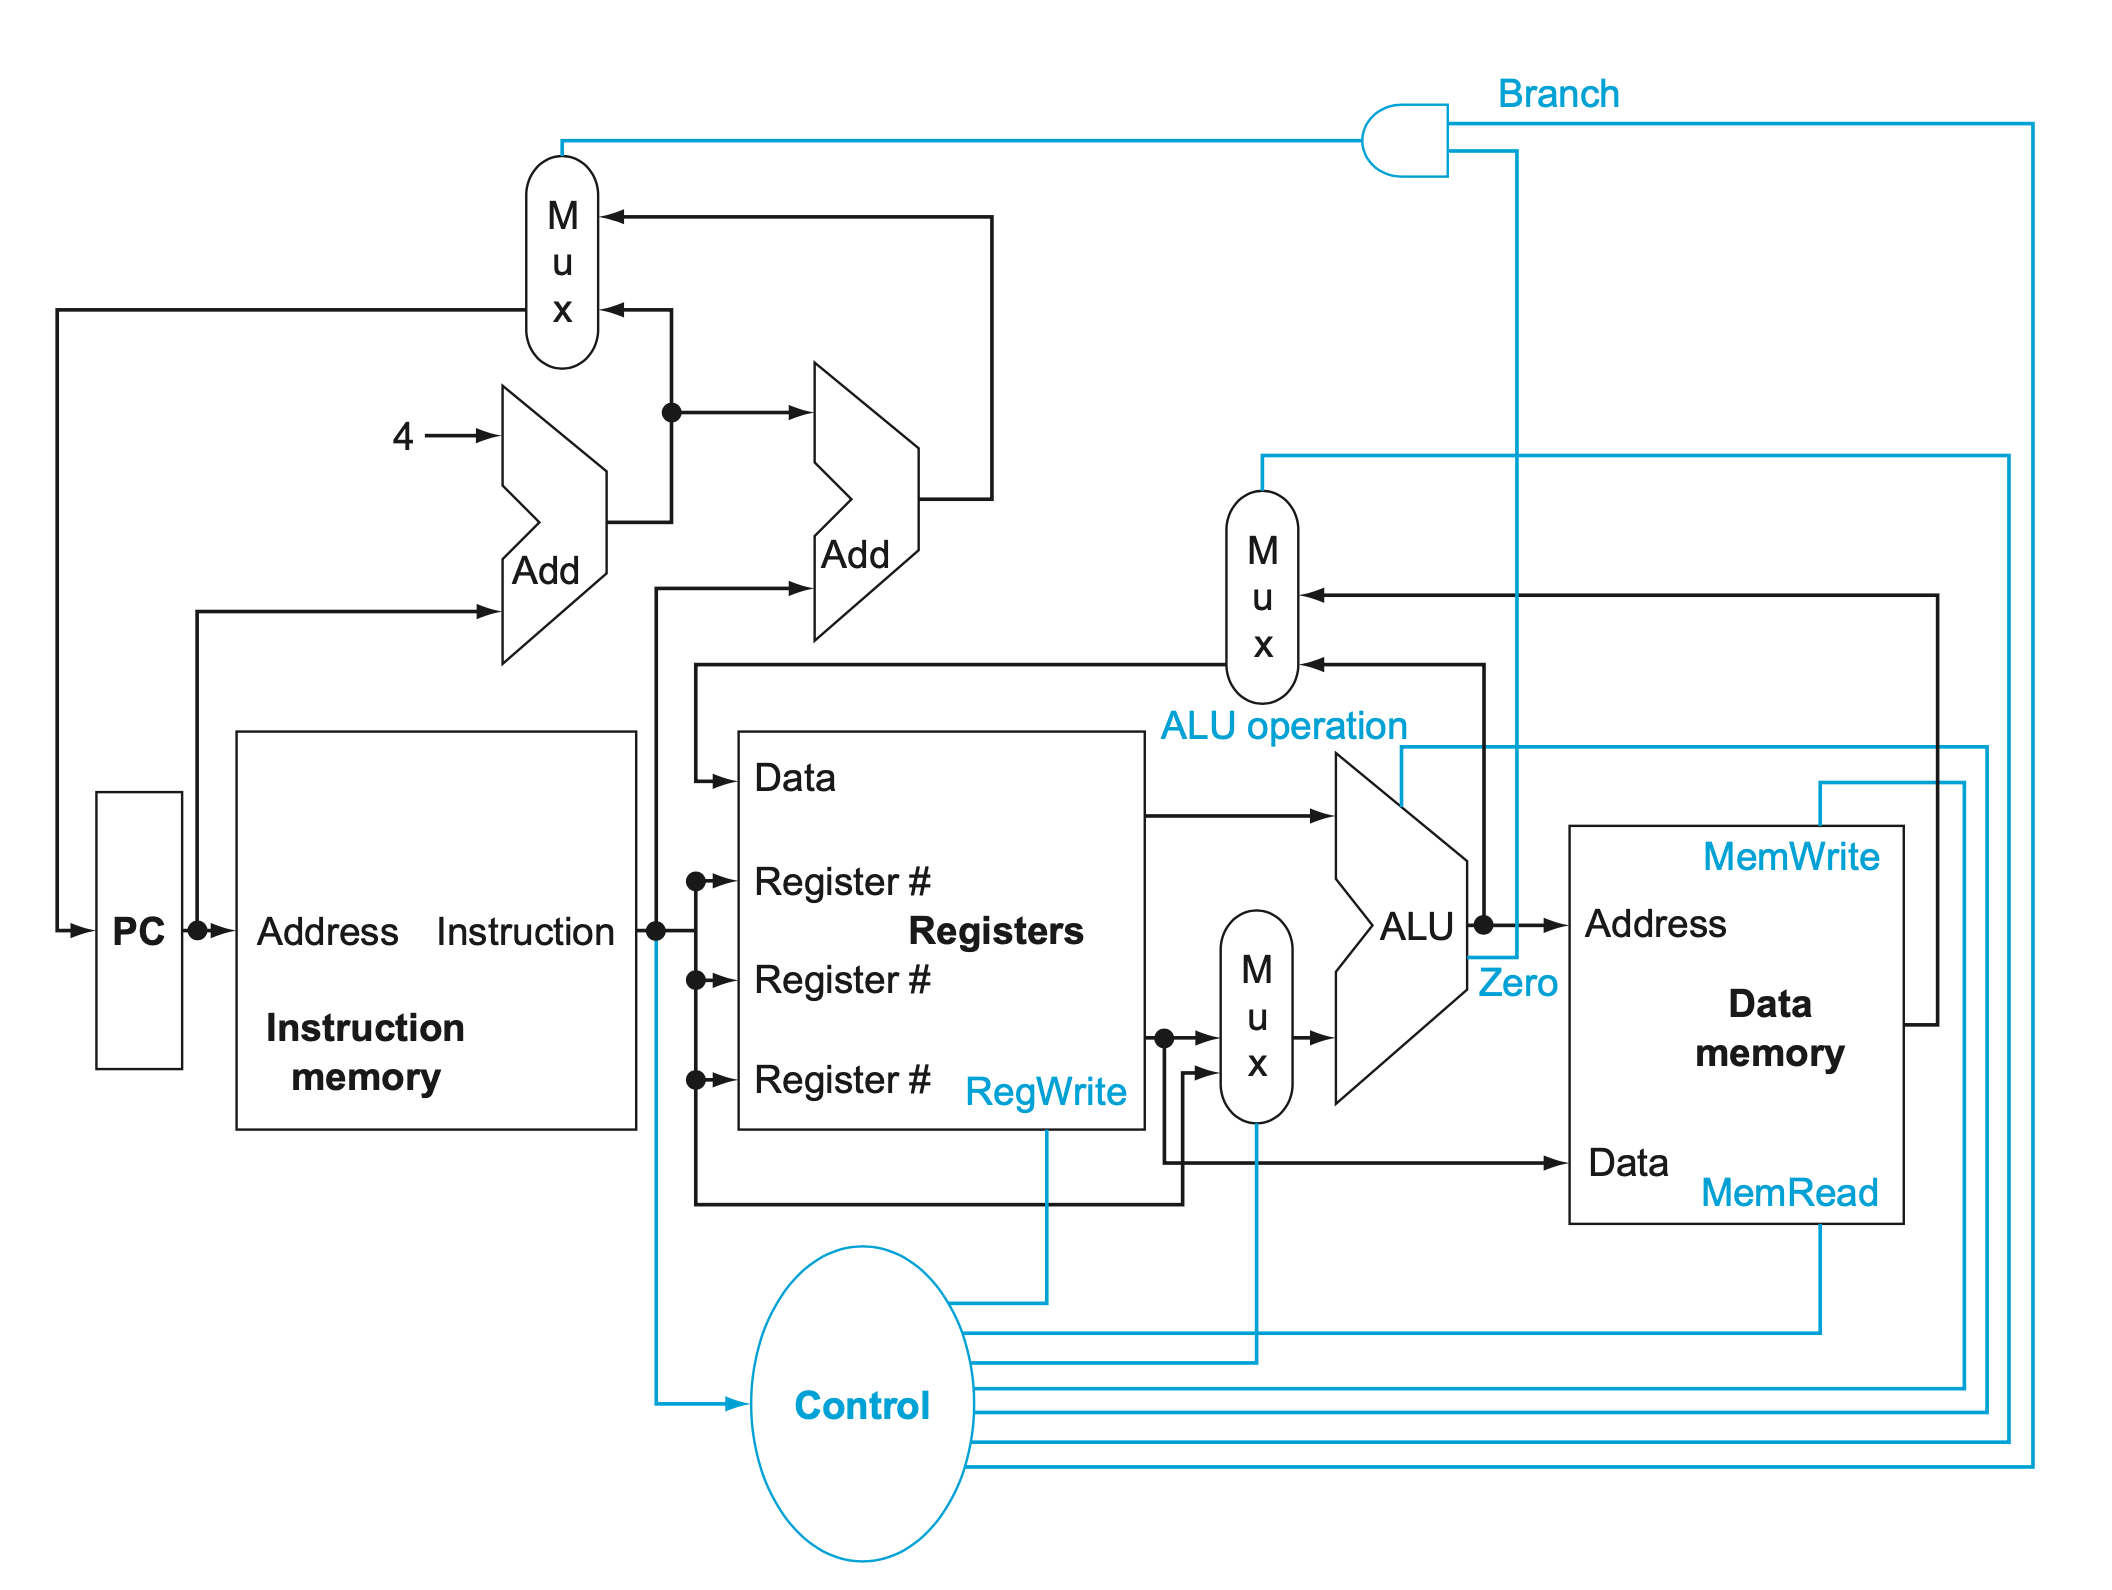 Branch
M
u
x
4
Add
Add
M
u
x
ALU operation
Data
Register #
Registers
Register #
Register #
RegWrite
PC
Address Instruction
Instruction
memory
M
u
x
ALU
Zero
MemWrite
Address
Data
memory
Data
MemRead
Control